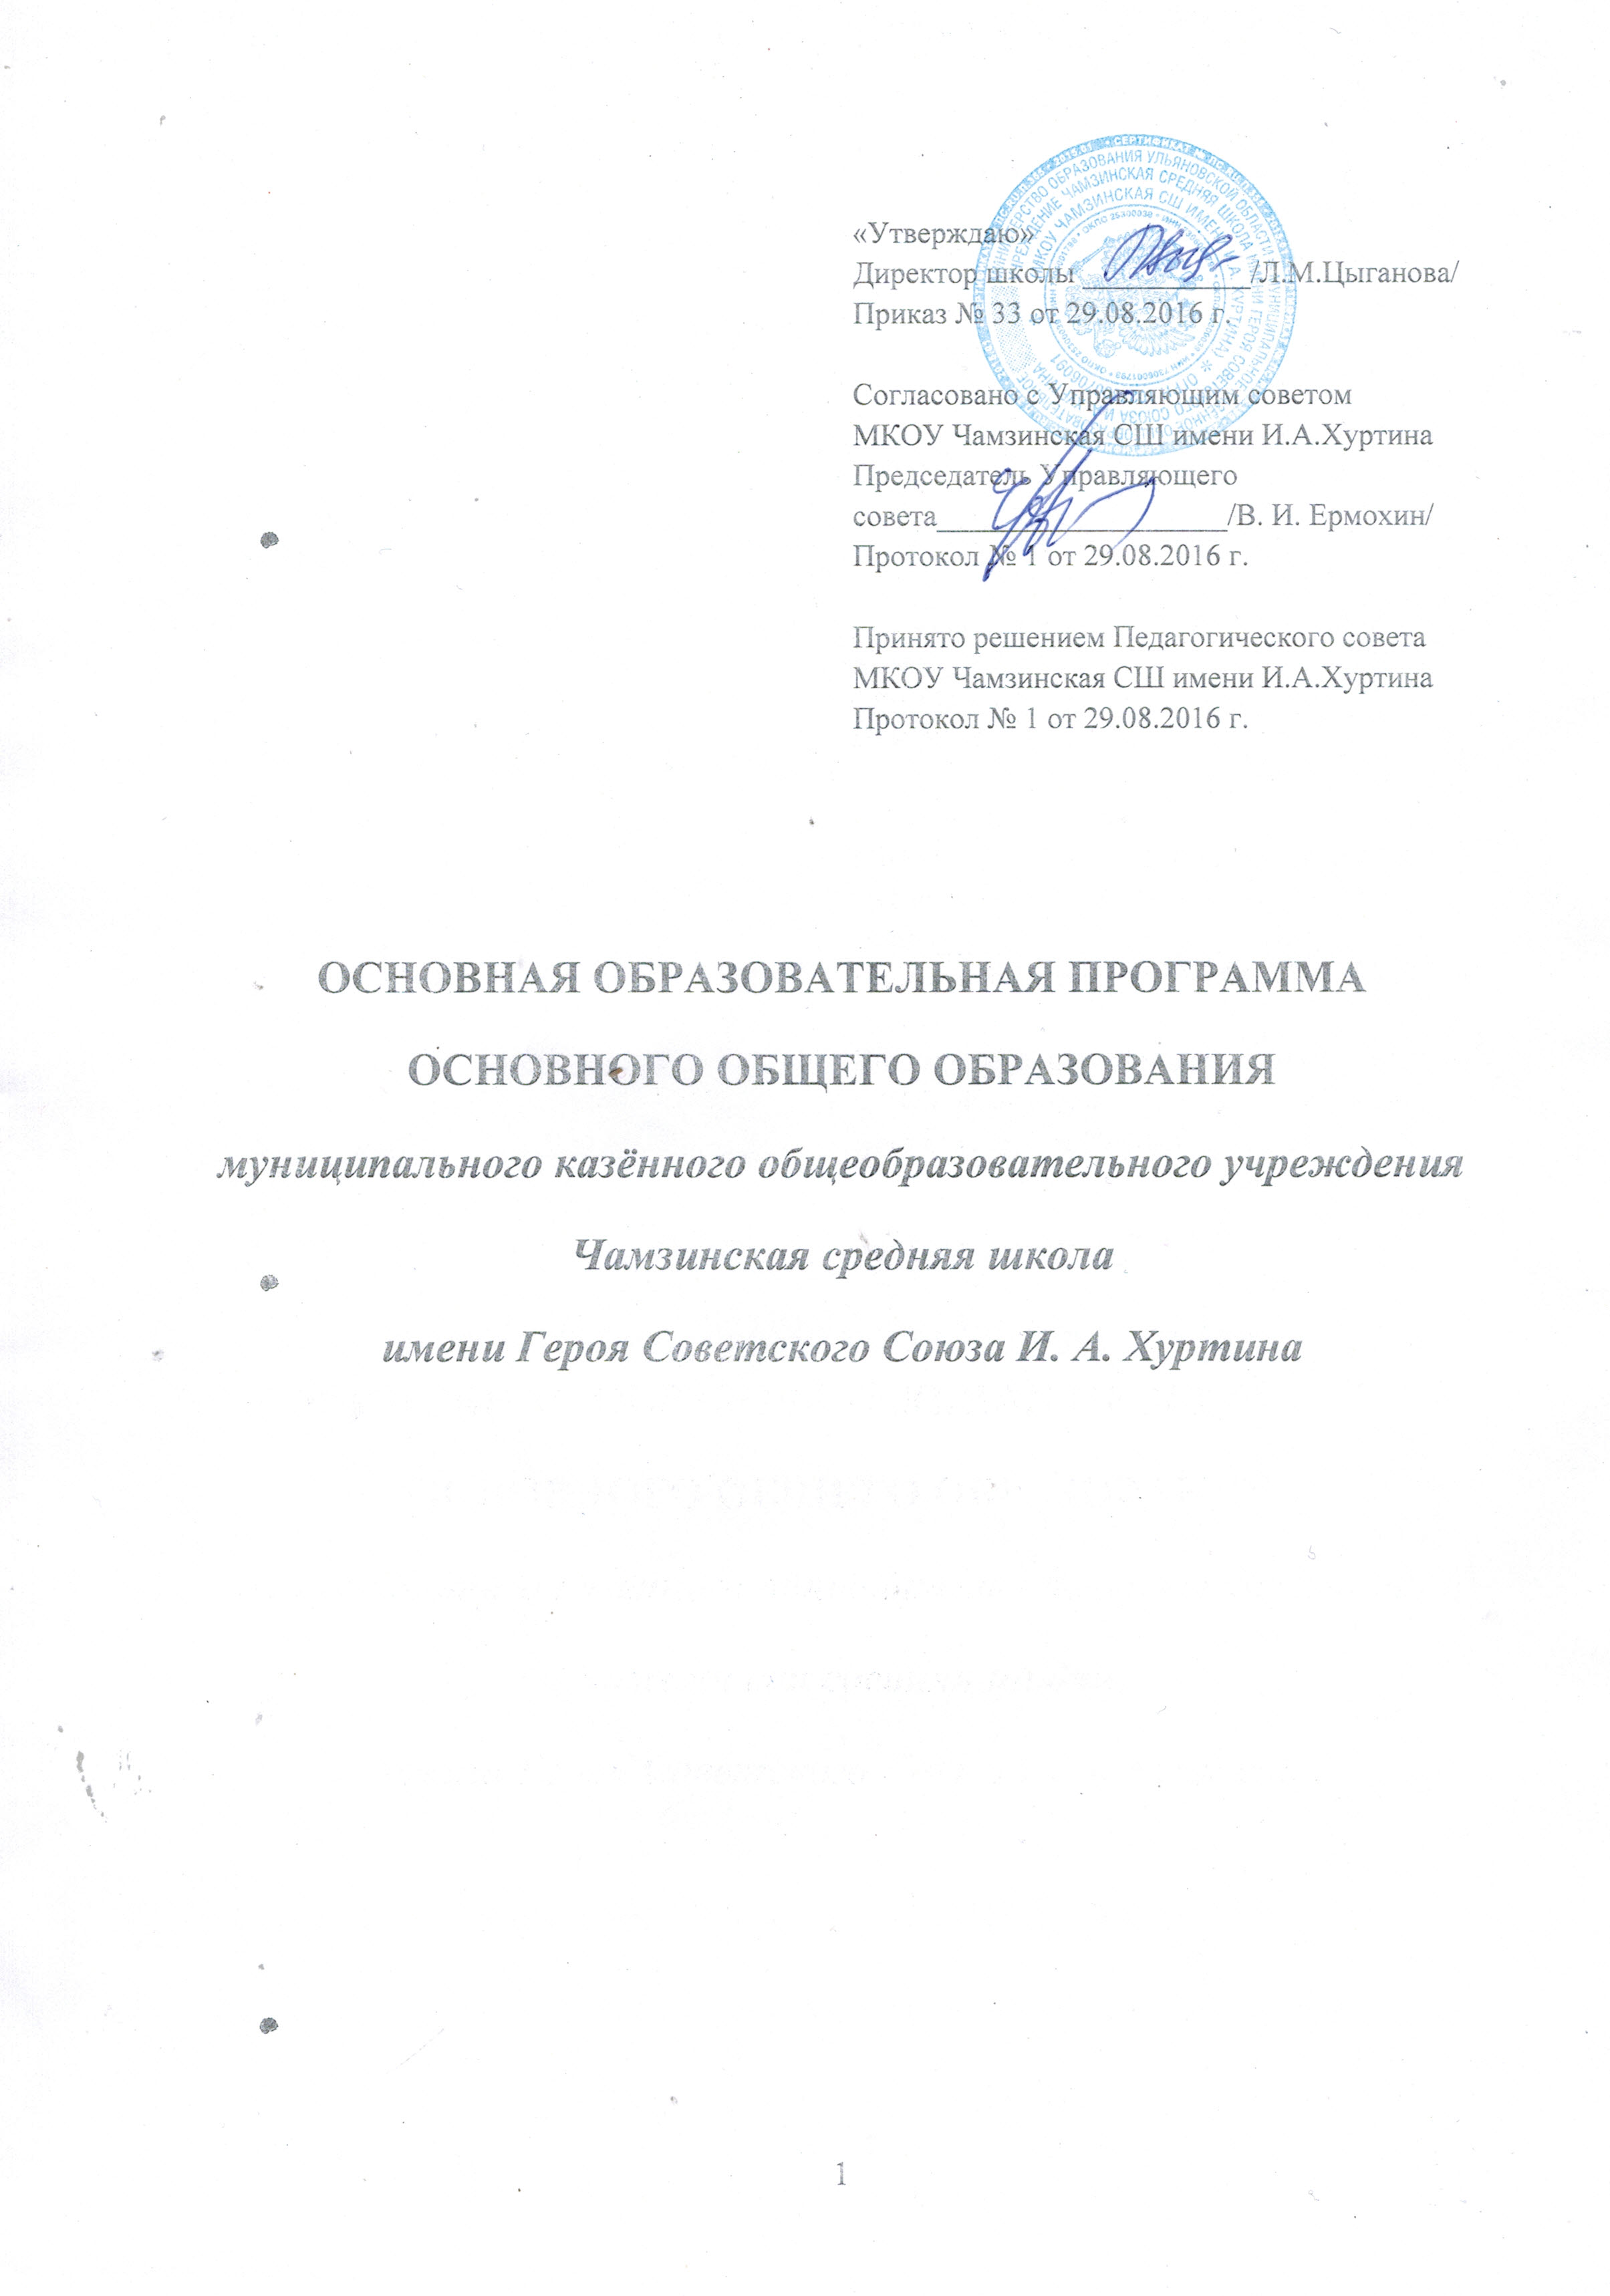 «Утверждаю»
Директор школы ____________/Л.М.Цыганова/
Приказ № 33 от 29.08.2016 г.
Согласовано с Управляющим советом
МКОУ Чамзинская СШ имени И.А.Хуртина
Председатель Управляющего
совета____________________/В. И. Ермохин/
Протокол № 1 от 29.08.2016 г.
Принято решением Педагогического совета
МКОУ Чамзинская СШ имени И.А.Хуртина
Протокол № 1 от 29.08.2016 г.
ОСНОВНАЯ ОБРАЗОВАТЕЛЬНАЯ ПРОГРАММА
ОСНОВНОГО ОБЩЕГО ОБРАЗОВАНИЯ
муниципального казённого общеобразовательного учреждения
Чамзинская средняя школа
имени Героя Советского Союза И. А. Хуртина
1